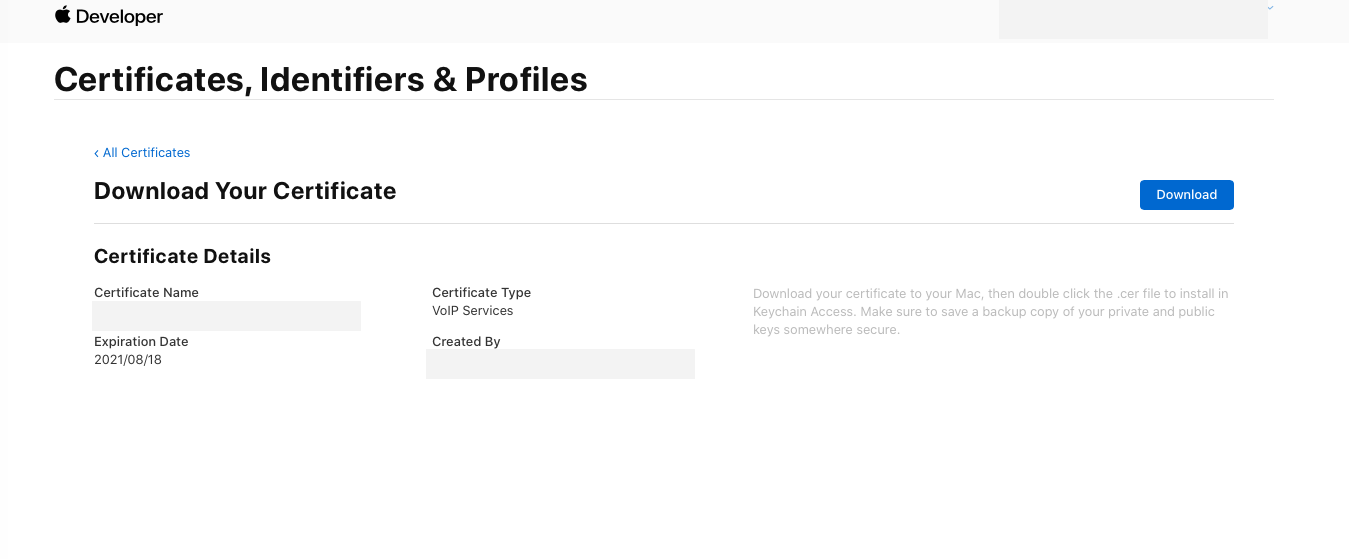 Developer
Certificates, Identifiers & Profiles
‹ All Certificates
Download Your Certificate
Download
Certificate Details
Certificate Name
Expiration Date
2021/08/18
Certificate Type
VoIP Services
Created By
Download your certificate to your Mac, then double click the .cer file to install in
Keychain Access. Make sure to save a backup copy of your private and public
keys somewhere secure.